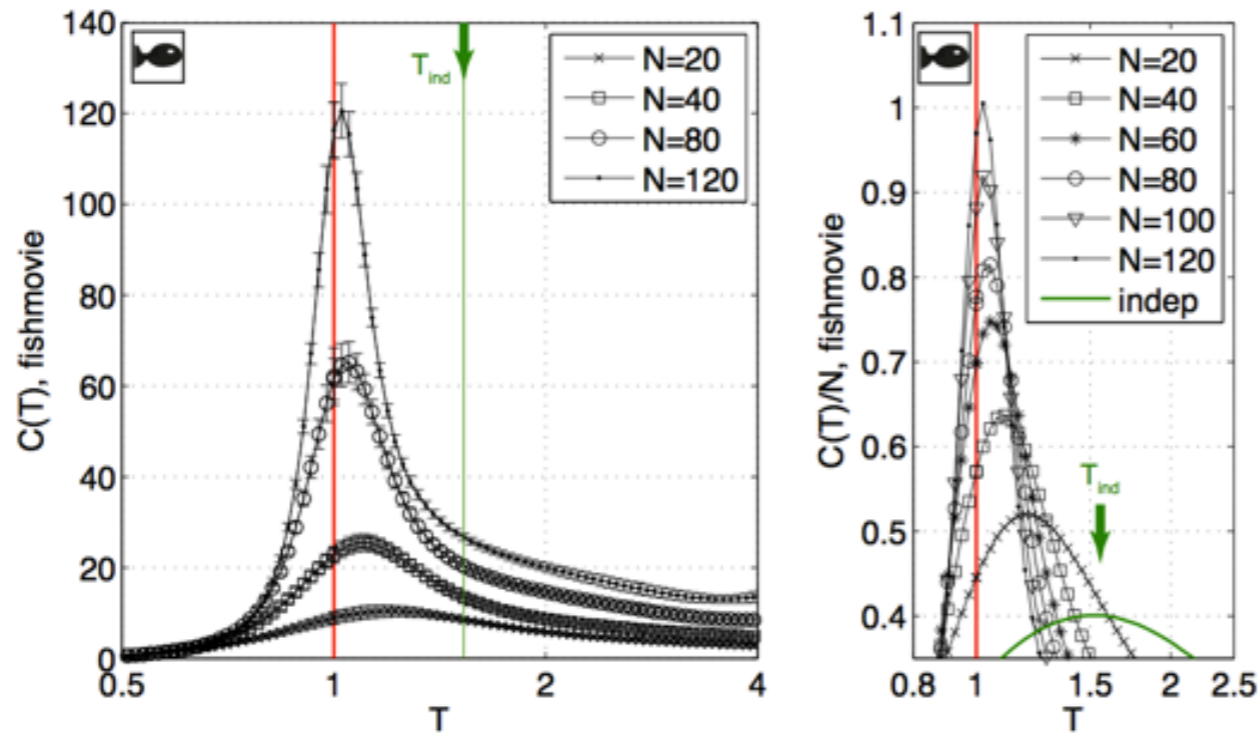 C(T), fishmovie
140
120
100
80
60
40
20
0
0.5
1
2
4
T
T_ind
N=20
N=40
N=80
N=120
C(T)/N, fishmovie
1.1
1
0.9
0.8
0.7
0.6
0.5
0.4
0.8
1
1.5
2
2.5
T
T_ind
N=20
N=40
N=60
N=80
N=100
N=120
indep